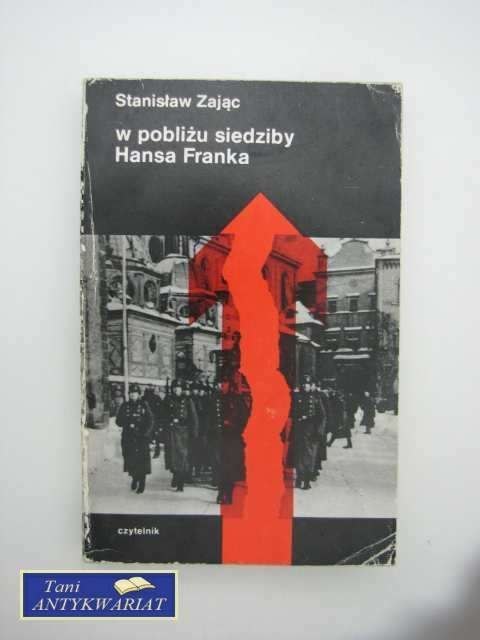 Stanisław Zając
w pobliżu siedziby
Hansa Franka
czytelnik
Tani
ANTYKWARIAT